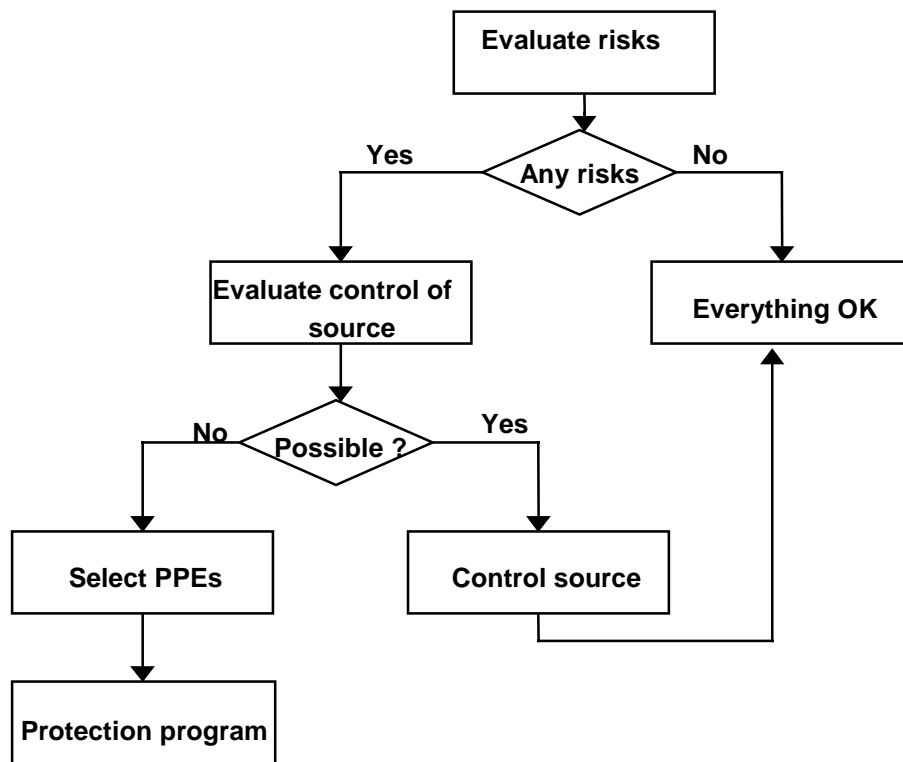 Evaluate risks
Yes
No
Any risks
Evaluate control of
source
Everything OK
No
Yes
Possible ?
Select PPEs
Control source
Protection program